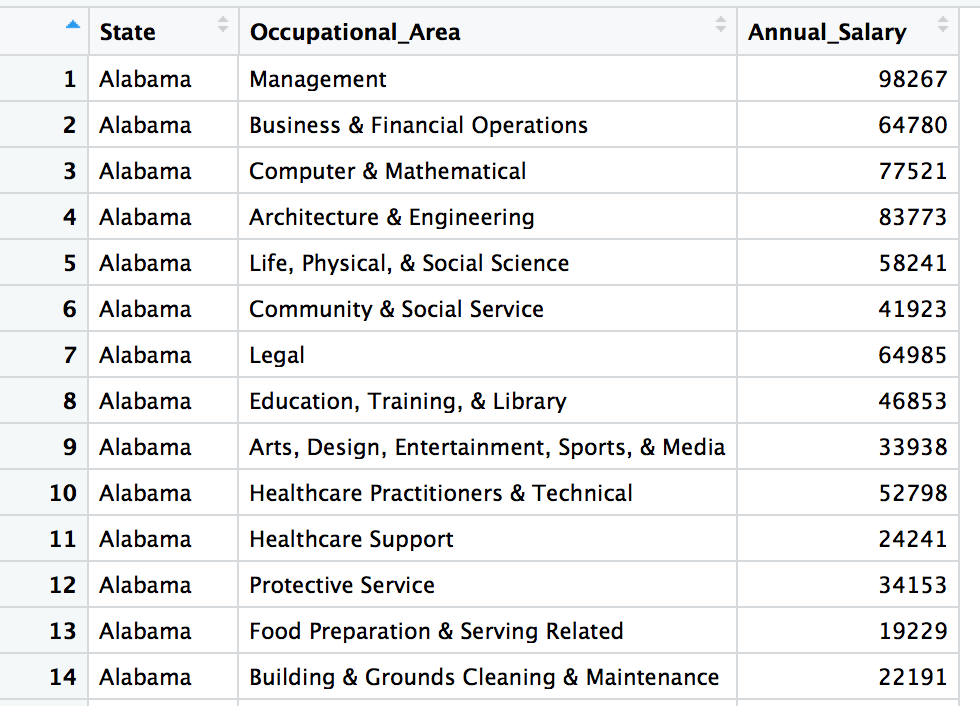 State Occupational_Area Annual_Salary
1 Alabama Management 98267
2 Alabama Business & Financial Operations 64780
3 Alabama Computer & Mathematical 77521
4 Alabama Architecture & Engineering 83773
5 Alabama Life, Physical, & Social Science 58241
6 Alabama Community & Social Service 41923
7 Alabama Legal 64985
8 Alabama Education, Training, & Library 46853
9 Alabama Arts, Design, Entertainment, Sports, & Media 33938
10 Alabama Healthcare Practitioners & Technical 52798
11 Alabama Healthcare Support 24241
12 Alabama Protective Service 34153
13 Alabama Food Preparation & Serving Related 19229
14 Alabama Building & Grounds Cleaning & Maintenance 22191